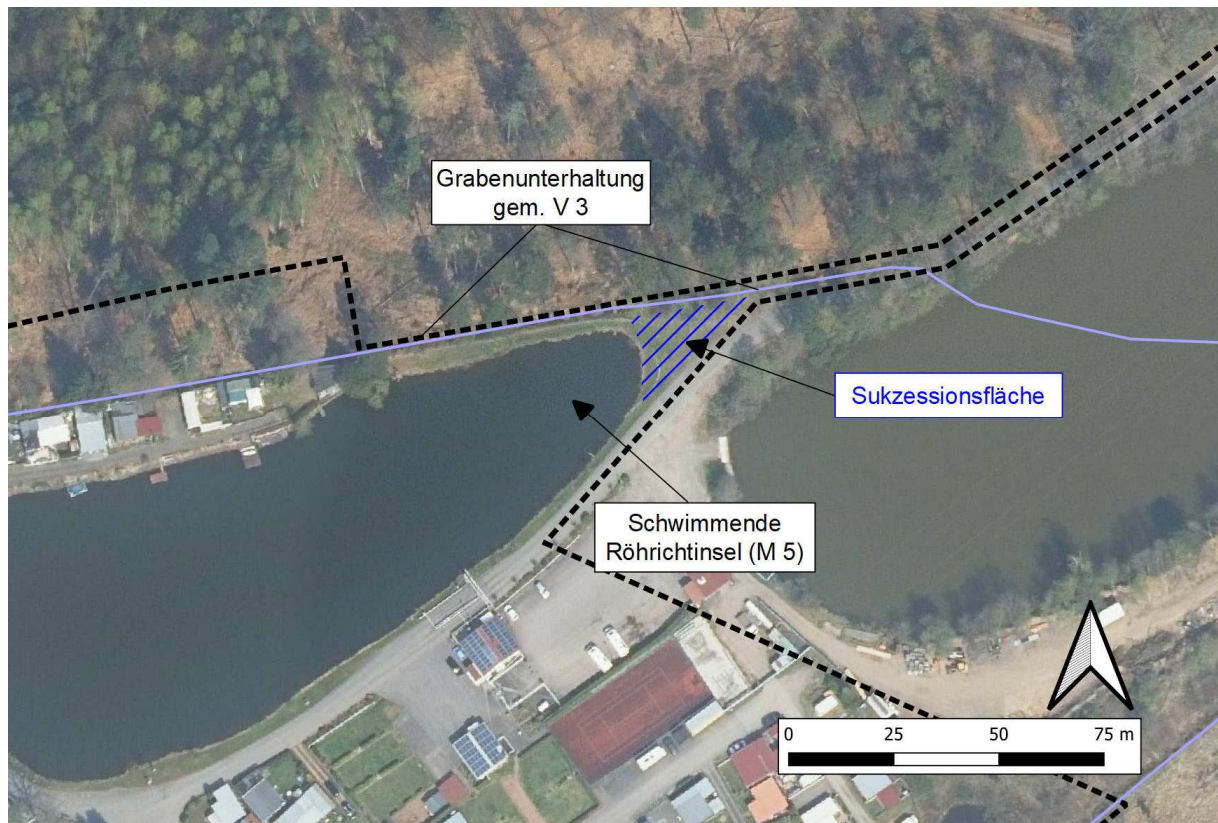 Grabenunterhaltung
gem. V 3
Sukzessionsfläche
Schwimmende
Röhrichtinsel (M 5)
0 25 50 75 m